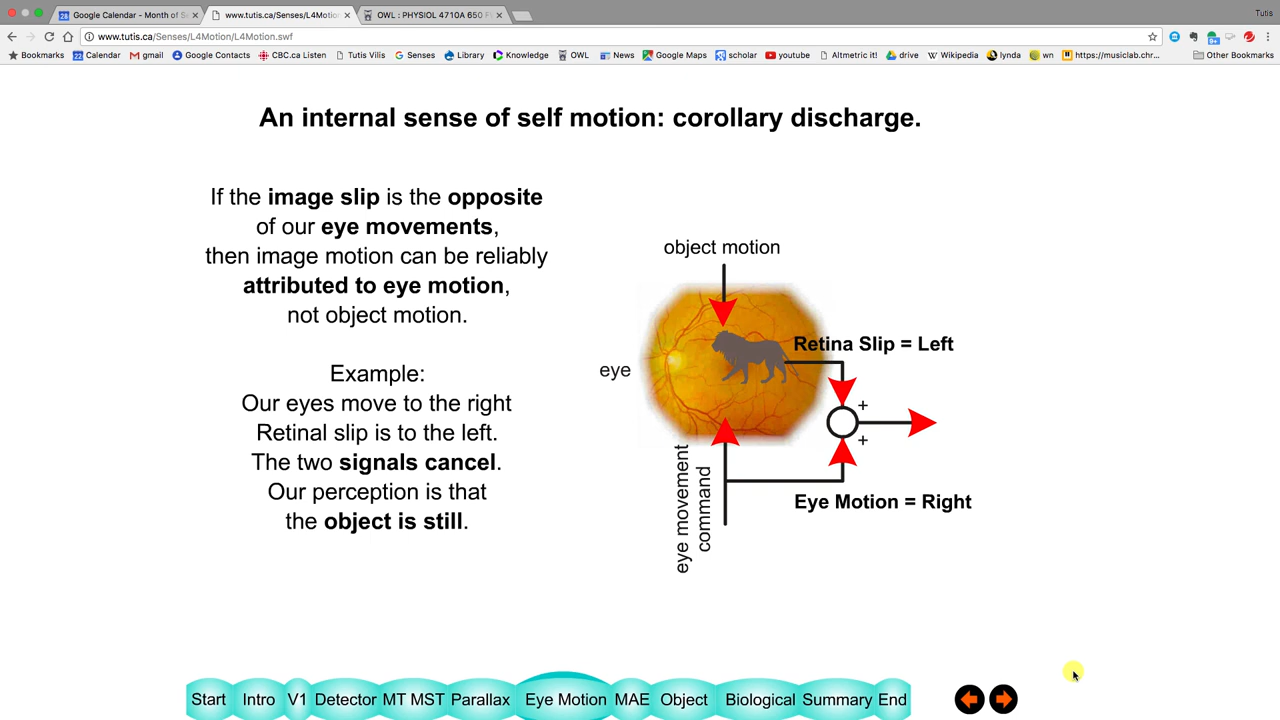 Google Calendar - Month of S
www.tutis.ca/Senses/L4Motio
OWL : PHYSIOL 4710A 650 F
Tutis
www.tutis.ca/Senses/L4Motion/L4Motion.swf
Bookmarks Calendar gmail Google Contacts CBC.ca Listen Tutis Vilis Senses Library Knowledge OWL News Google Maps scholar youtube Altmetric it! drive Wikipedia lynda wn https://musiclab.chr... Other Bookmarks
An internal sense of self motion: corollary discharge.
If the image slip is the opposite
of our eye movements,
then image motion can be reliably
attributed to eye motion,
not object motion.
Example:
Our eyes move to the right
Retinal slip is to the left.
The two signals cancel.
Our perception is that
the object is still.
object motion
eye
Retina Slip = Left
+
+
Eye Motion = Right
eye movement
command
Start Intro V1 Detector MT MST Parallax Eye Motion MAE Object Biological Summary End